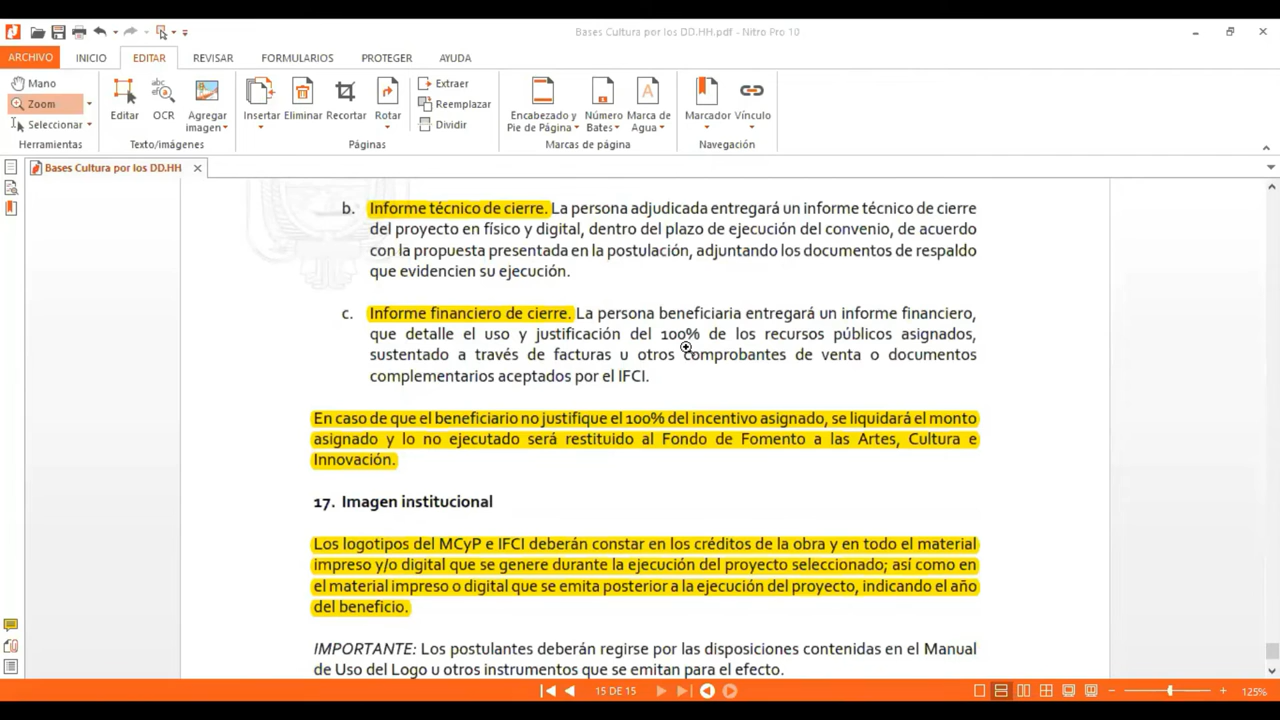 Bases Cultura por los DD.HH.pdf - Nitro Pro 10
ARCHIVO INICIO EDITAR REVISAR FORMULARIOS PROTEGER AYUDA
Mano
Zoom
Seleccionar
Herramientas
Editar
OCR
Agregar imagen
Texto/imágenes
Insertar
Eliminar
Recortar
Rotar
Extraer
Reemplazar
Dividir
Páginas
Encabezado y Pie de Página
Número Bates
Marca de Agua
Marcas de página
Marcador
Vínculo
Navegación
Bases Cultura por los DD.HH
b. Informe técnico de cierre. La persona adjudicada entregará un informe técnico de cierre
del proyecto en físico y digital, dentro del plazo de ejecución del convenio, de acuerdo
con la propuesta presentada en la postulación, adjuntando los documentos de respaldo
que evidencien su ejecución.
c. Informe financiero de cierre. La persona beneficiaria entregará un informe financiero,
que detalle el uso y justificación del 100% de los recursos públicos asignados,
sustentado a través de facturas u otros comprobantes de venta o documentos
complementarios aceptados por el IFCI.
En caso de que el beneficiario no justifique el 100% del incentivo asignado, se liquidará el monto
asignado y lo no ejecutado será restituido al Fondo de Fomento a las Artes, Cultura e
Innovación.
17. Imagen institucional
Los logotipos del MCyP e IFCI deberán constar en los créditos de la obra y en todo el material
impreso y/o digital que se genere durante la ejecución del proyecto seleccionado; así como en
el material impreso o digital que se emita posterior a la ejecución del proyecto, indicando el año
del beneficio.
IMPORTANTE: Los postulantes deberán regirse por las disposiciones contenidas en el Manual
de Uso del Logo u otros instrumentos que se emitan para el efecto.
15 DE 15
125%